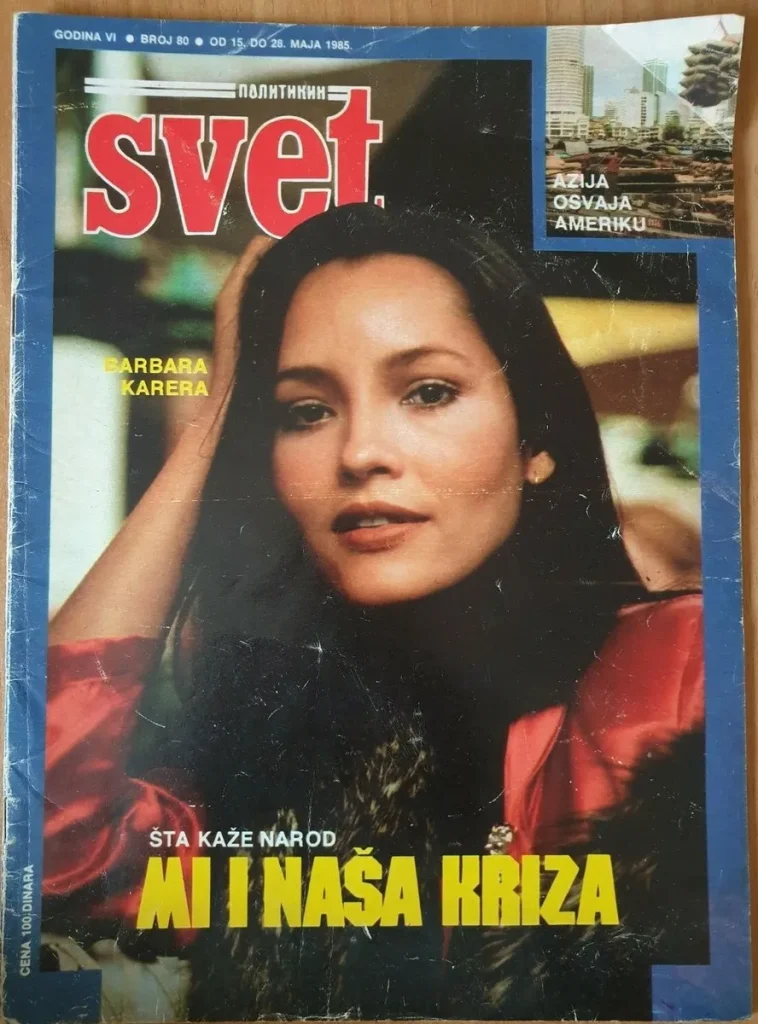 GODINA VI ● BROJ 80 ● OD 15. DO 28. MAJA 1985.
ПОЛИТИКИН
svet
AZIJA
OSVAJA
AMERIKU
BARBARA
KARERA
ŠTA KAŽE NAROD
MI I NAŠA KRIZA
CENA 100 DINARA